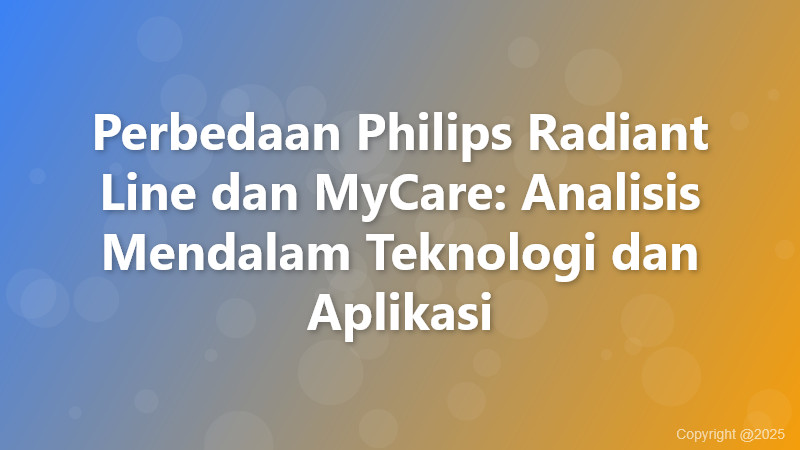 Perbedaan Philips Radiant
Line dan MyCare: Analisis
Mendalam Teknologi dan
Aplikasi
Copyright @2025